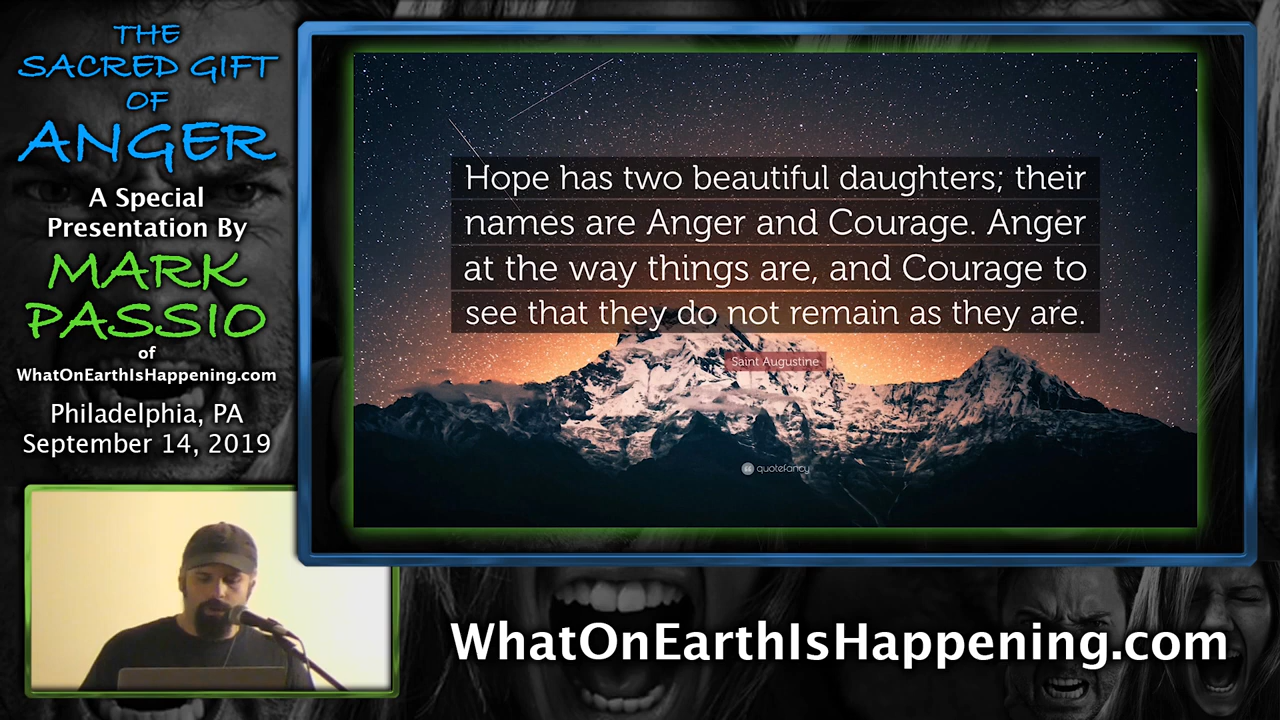 THE
SACRED GIFT
OF
ANGER
A Special
Presentation By
MARK
PASSIO
of
WhatOnEarthIsHappening.com
Philadelphia, PA
September 14, 2019
Hope has two beautiful daughters; their
names are Anger and Courage. Anger
at the way things are, and Courage to
see that they do not remain as they are.
Saint Augustine
quotefancy
WhatOnEarthIsHappening.com